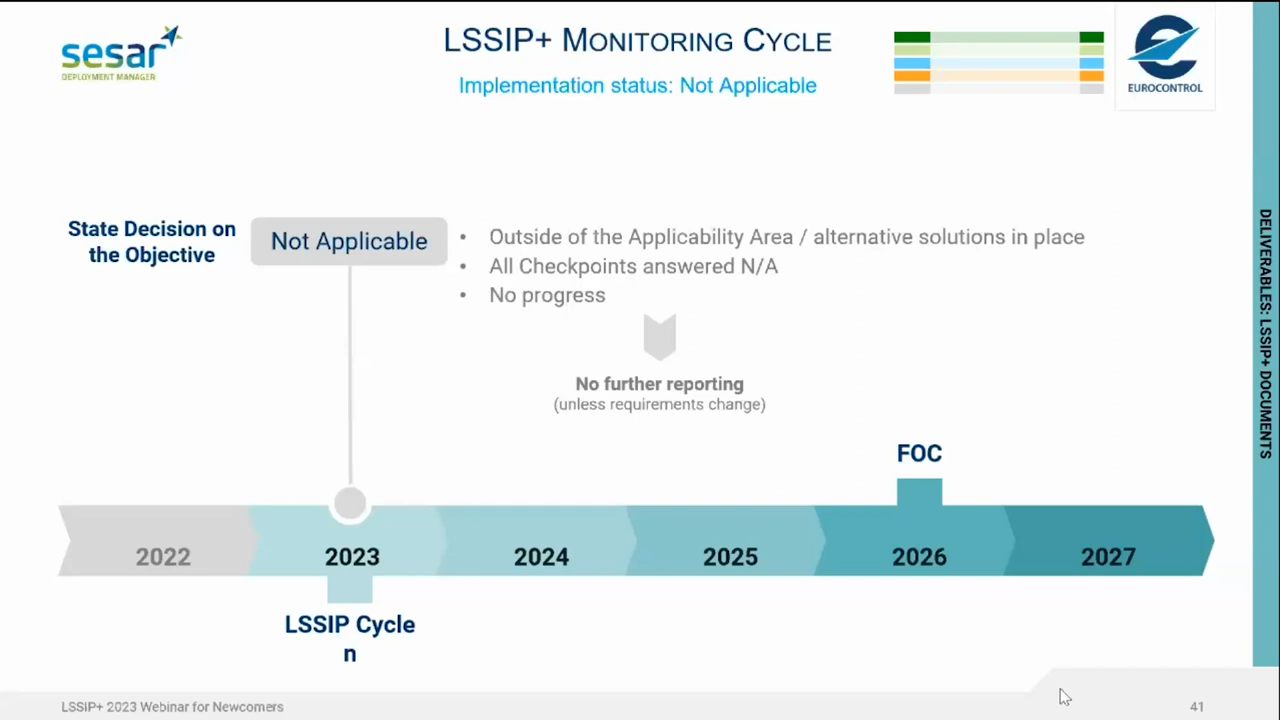 sesar
DEPLOYMENT MANAGER
LSSIP+ MONITORING CYCLE
Implementation status: Not Applicable
EUROCONTROL
State Decision on
the Objective
Not Applicable
• Outside of the Applicability Area / alternative solutions in place
• All Checkpoints answered N/A
• No progress
No further reporting
(unless requirements change)
FOC
2022
2023
2024
2025
2026
2027
LSSIP Cycle
n
DELIVERABLES: LSSIP+ DOCUMENTS
LSSIP+ 2023 Webinar for Newcomers
41